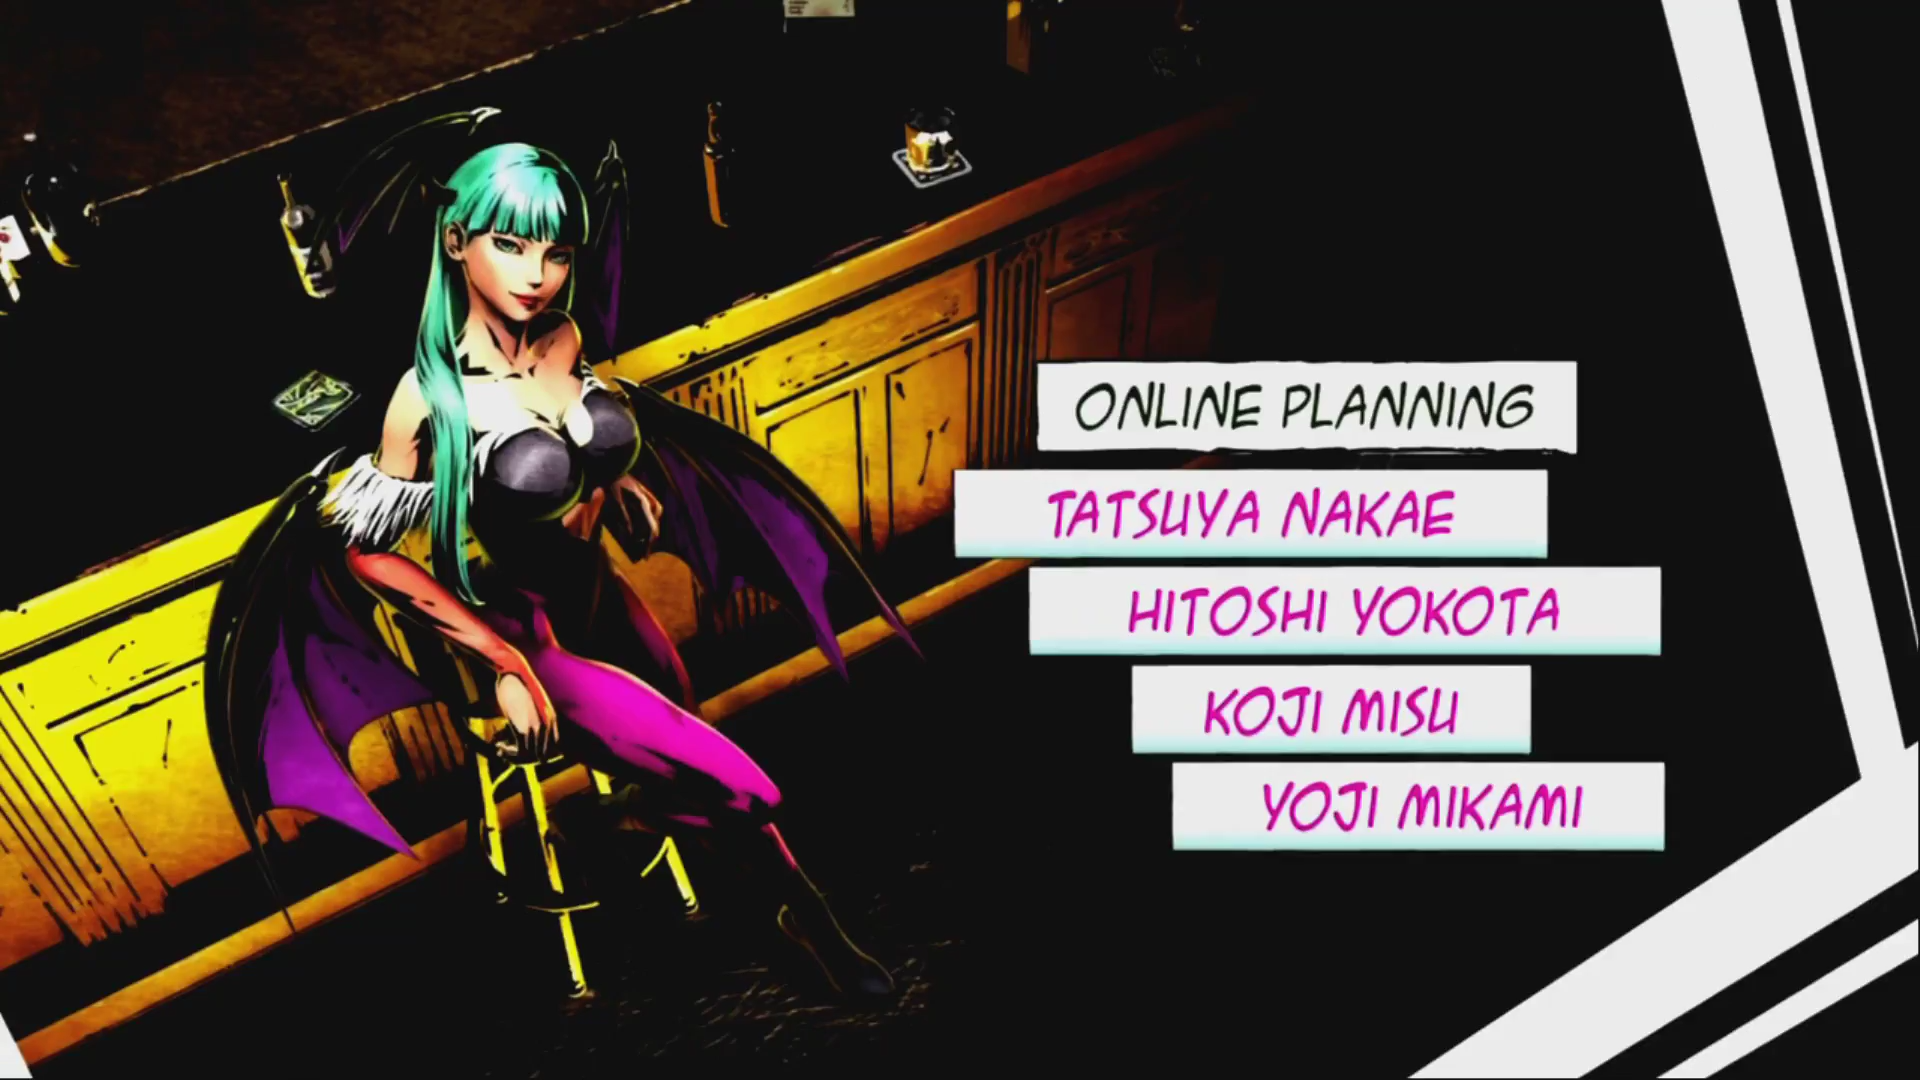 ONLINE PLANNING
TATSUYA NAKAE
HITOSHI YOKOTA
KOJI MISU
YOJI MIKAMI